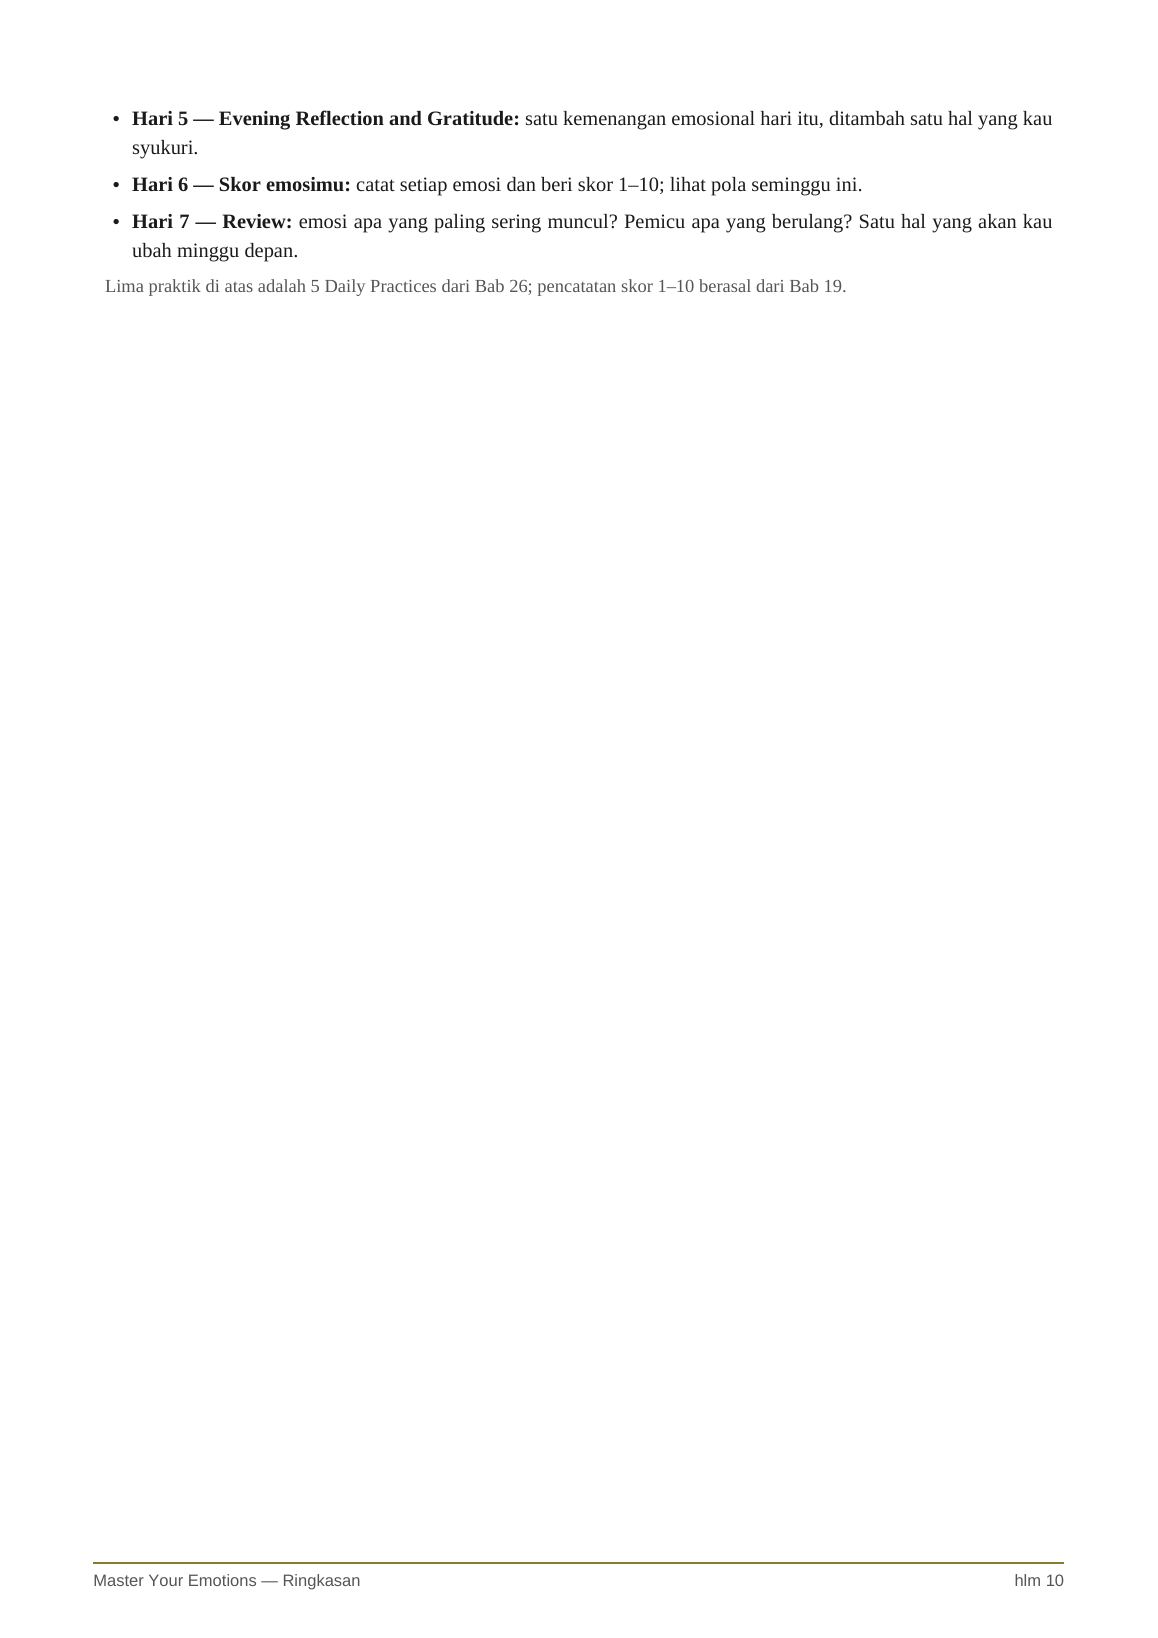 • Hari 5 — Evening Reflection and Gratitude: satu kemenangan emosional hari itu, ditambah satu hal yang kau
syukuri.
• Hari 6 — Skor emosimu: catat setiap emosi dan beri skor 1–10; lihat pola seminggu ini.
• Hari 7 — Review: emosi apa yang paling sering muncul? Pemicu apa yang berulang? Satu hal yang akan kau
ubah minggu depan.
Lima praktik di atas adalah 5 Daily Practices dari Bab 26; pencatatan skor 1–10 berasal dari Bab 19.
Master Your Emotions — Ringkasan hlm 10